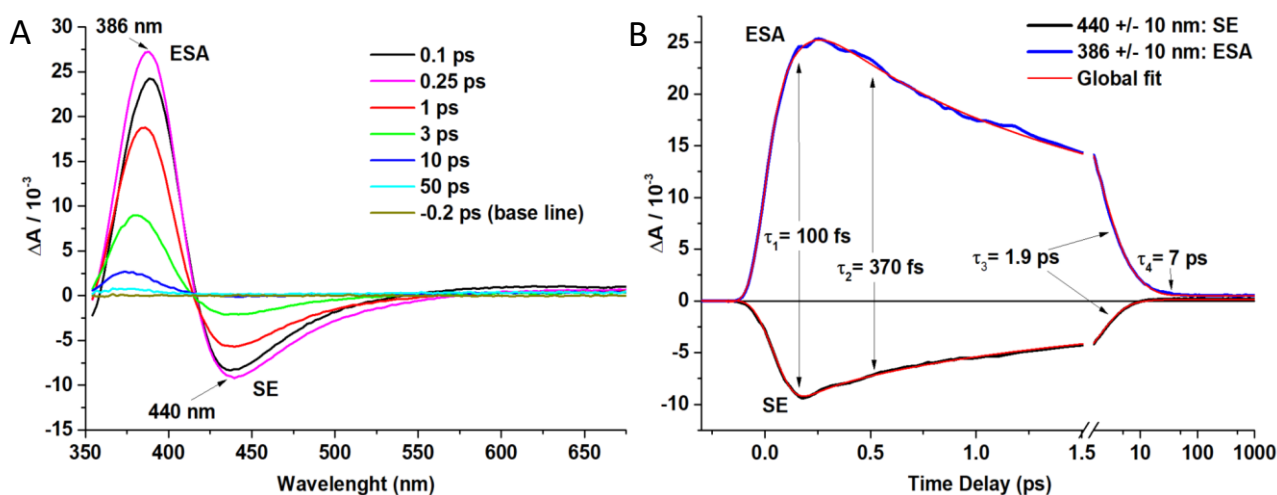 A
386 nm
ESA
0.1 ps
0.25 ps
1 ps
3 ps
10 ps
50 ps
-0.2 ps (base line)
SE
440 nm
30
25
20
15
10
5
0
-5
-10
-15
350 400 450 500 550 600 650
Wavelenght (nm)
ΔA / 10⁻³
B
440 +/- 10 nm: SE
386 +/- 10 nm: ESA
Global fit
ESA
τ₁= 100 fs
τ₂= 370 fs
τ₃= 1.9 ps
τ₄= 7 ps
SE
25
20
15
10
5
0
-5
-10
0.0 0.5 1.0 1.5 10 100 1000
Time Delay (ps)
ΔA / 10⁻³